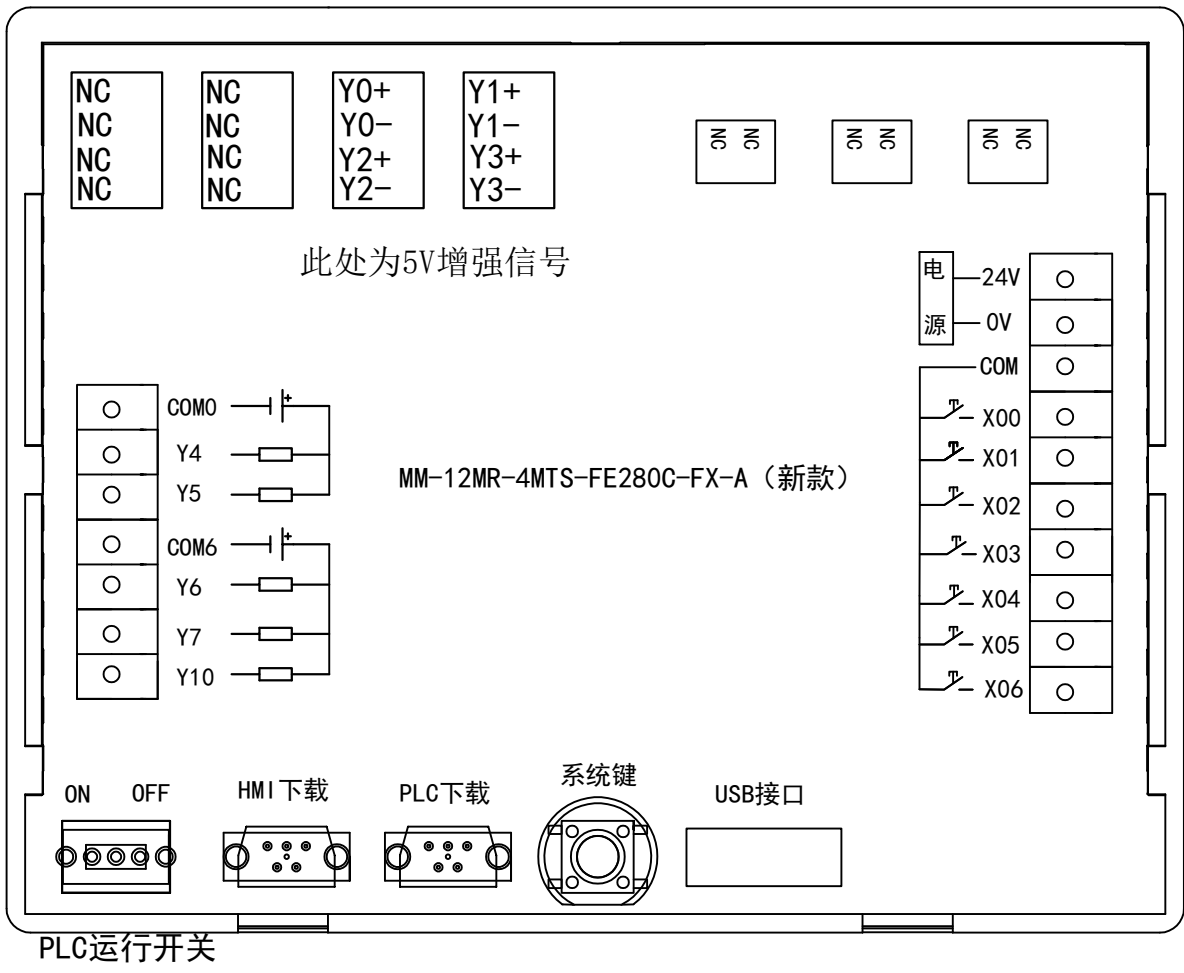 NC
NC
NC
NC
NC
NC
NC
NC
Y0+
Y0-
Y2+
Y2-
Y1+
Y1-
Y3+
Y3-
NC NC
NC NC
NC NC
此处为5V增强信号
电源
24V
0V
COM
X00
X01
X02
X03
X04
X05
X06
COM0
Y4
Y5
COM6
Y6
Y7
Y10
MM-12MR-4MTS-FE280C-FX-A（新款）
ON OFF
HMI下载
PLC下载
系统键
USB接口
PLC运行开关